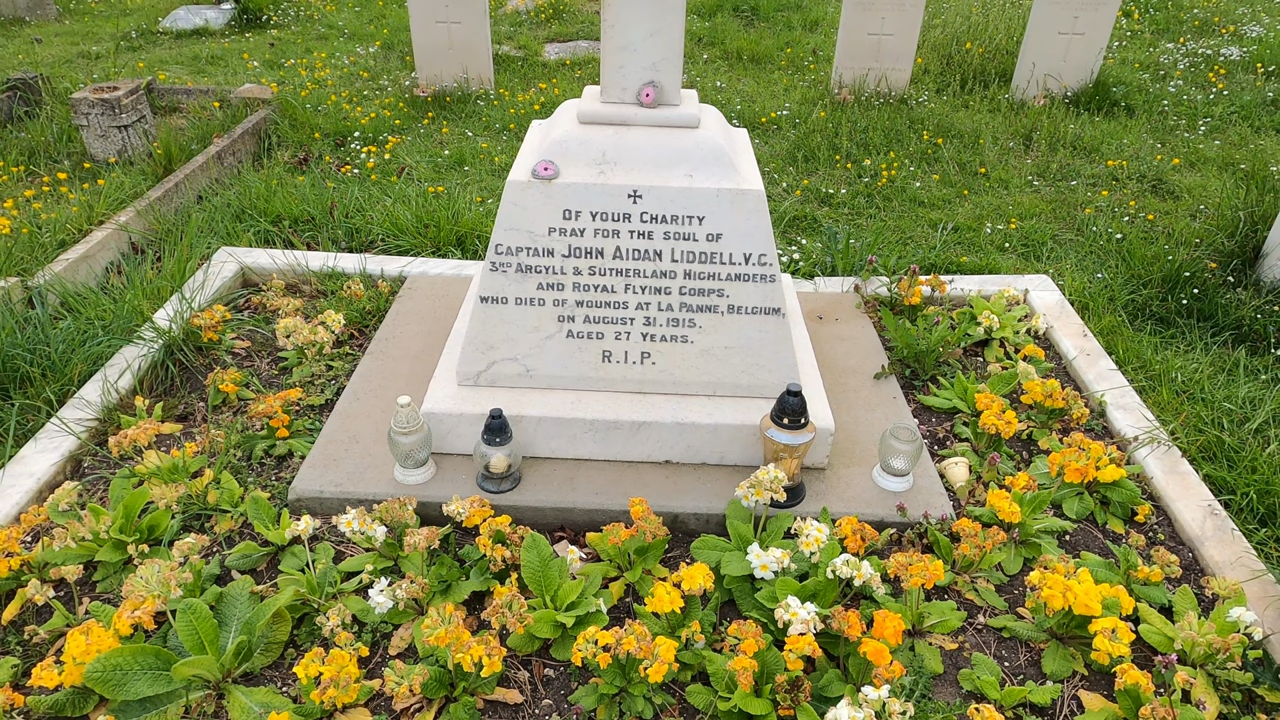 OF YOUR CHARITY
PRAY FOR THE SOUL OF
CAPTAIN JOHN AIDAN LIDDELL.V.C.
3RD ARGYLL & SUTHERLAND HIGHLANDERS
AND ROYAL FLYING CORPS,
WHO DIED OF WOUNDS AT LA PANNE, BELGIUM,
ON AUGUST 31. 1915.
AGED 27 YEARS.
R.I.P.